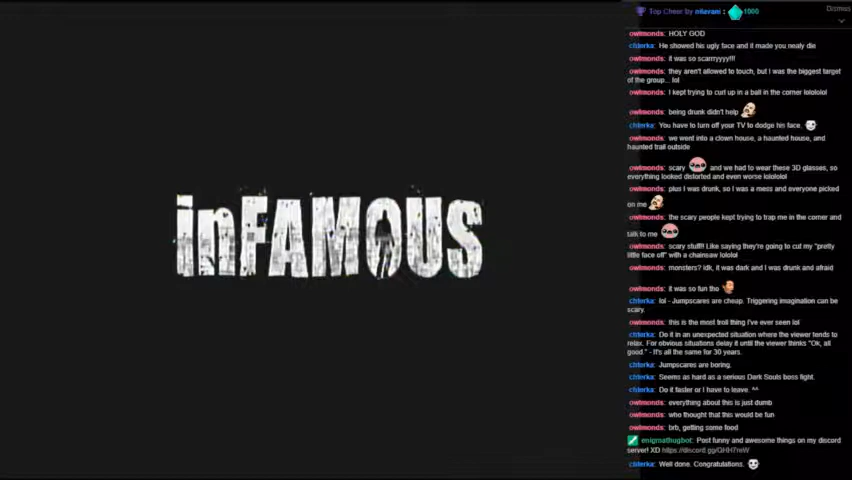 Top Cheer by nilavani : 1000
Dismiss
owlmonds: HOLY GOD
chlerka: He showed his ugly face and it made you nealy die
owlmonds: it was so scarrryyyy!!!
owlmonds: they aren't allowed to touch, but I was the biggest target
of the group... lol
owlmonds: I kept trying to curl up in a ball in the corner lolololol
owlmonds: being drunk didn't help
chlerka: You have to turn off your TV to dodge his face.
owlmonds: we went into a clown house, a haunted house, and
haunted trail outside
owlmonds: scary and we had to wear these 3D glasses, so
everything looked distorted and even worse lolololol
owlmonds: plus I was drunk, so I was a mess and everyone picked
on me
owlmonds: the scary people kept trying to trap me in the corner and
talk to me
owlmonds: scary stuff!! Like saying they're going to cut my "pretty
little face off" with a chainsaw lololol
owlmonds: monsters? idk, it was dark and I was drunk and afraid
owlmonds: it was so fun tho
chlerka: lol - Jumpscares are cheap. Triggering imagination can be
scary.
owlmonds: this is the most troll thing I've ever seen lol
chlerka: Do it in an unexpected situation where the viewer tends to
relax. For obvious situations delay it until the viewer thinks "Ok, all
good." - It's all the same for 30 years.
chlerka: Jumpscares are boring.
chlerka: Seems as hard as a serious Dark Souls boss fight.
chlerka: Do it faster or I have to leave. ^^
owlmonds: everything about this is just dumb
owlmonds: who thought that this would be fun
owlmonds: brb, getting some food
enigmathugbot: Post funny and awesome things on my discord
server! XD https://discord.gg/QHH7reW
chlerka: Well done. Congratulations.
inFAMOUS